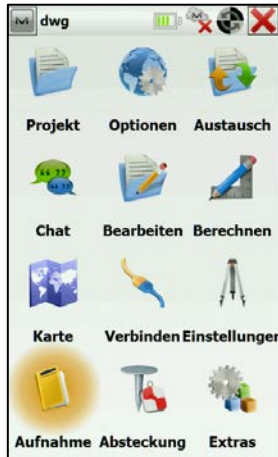 dwg
Projekt Optionen Austausch
Chat Bearbeiten Berechnen
Karte Verbinden Einstellungen
Aufnahme Absteckung Extras